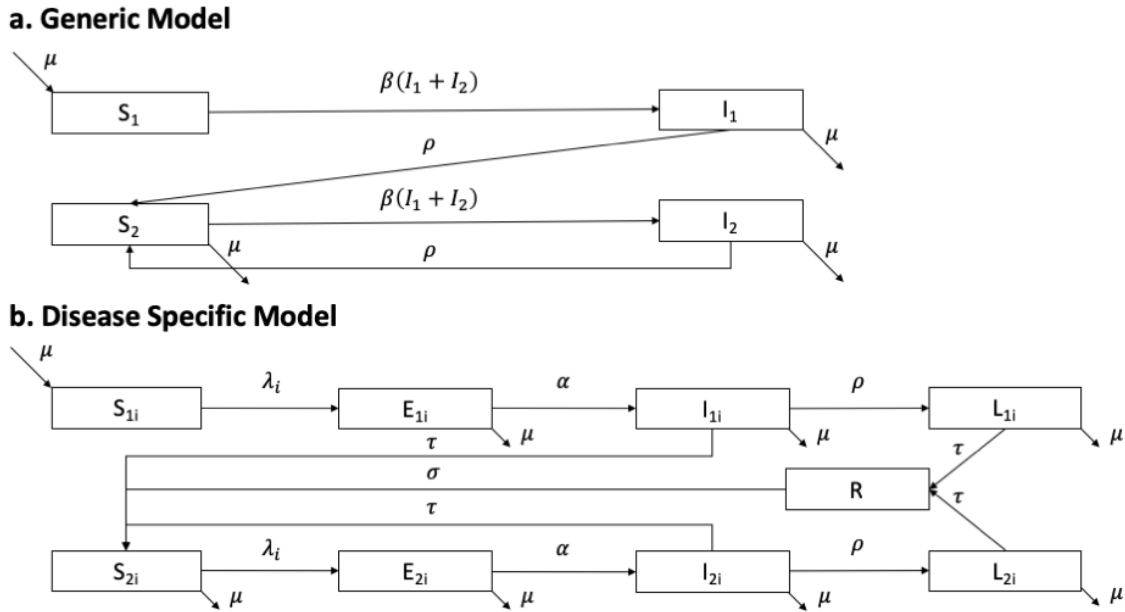 a. Generic Model
μ
β(I₁ + I₂)
S₁
I₁
μ
ρ
β(I₁ + I₂)
S₂
I₂
μ
ρ
μ
b. Disease Specific Model
μ
λᵢ
α
ρ
S₁ᵢ
E₁ᵢ
I₁ᵢ
L₁ᵢ
μ
μ
μ
τ
τ
σ
R
τ
τ
λᵢ
α
ρ
S₂ᵢ
E₂ᵢ
I₂ᵢ
L₂ᵢ
μ
μ
μ
μ